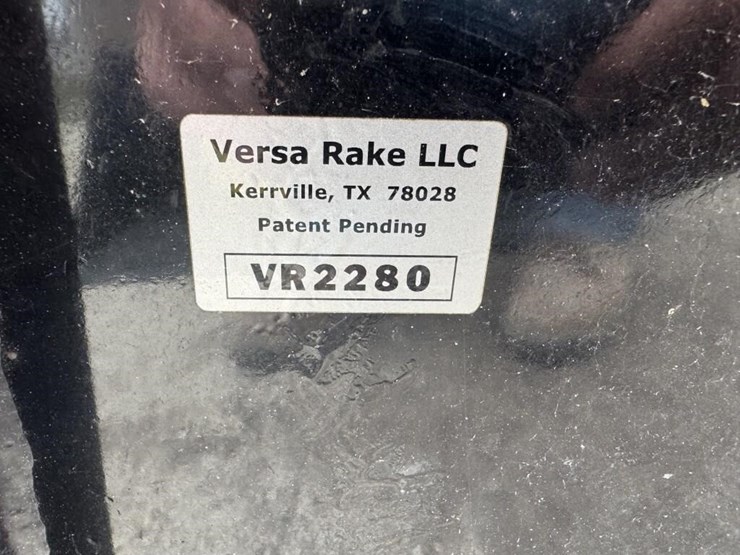 Versa Rake LLC
Kerrville, TX 78028
Patent Pending
VR2280